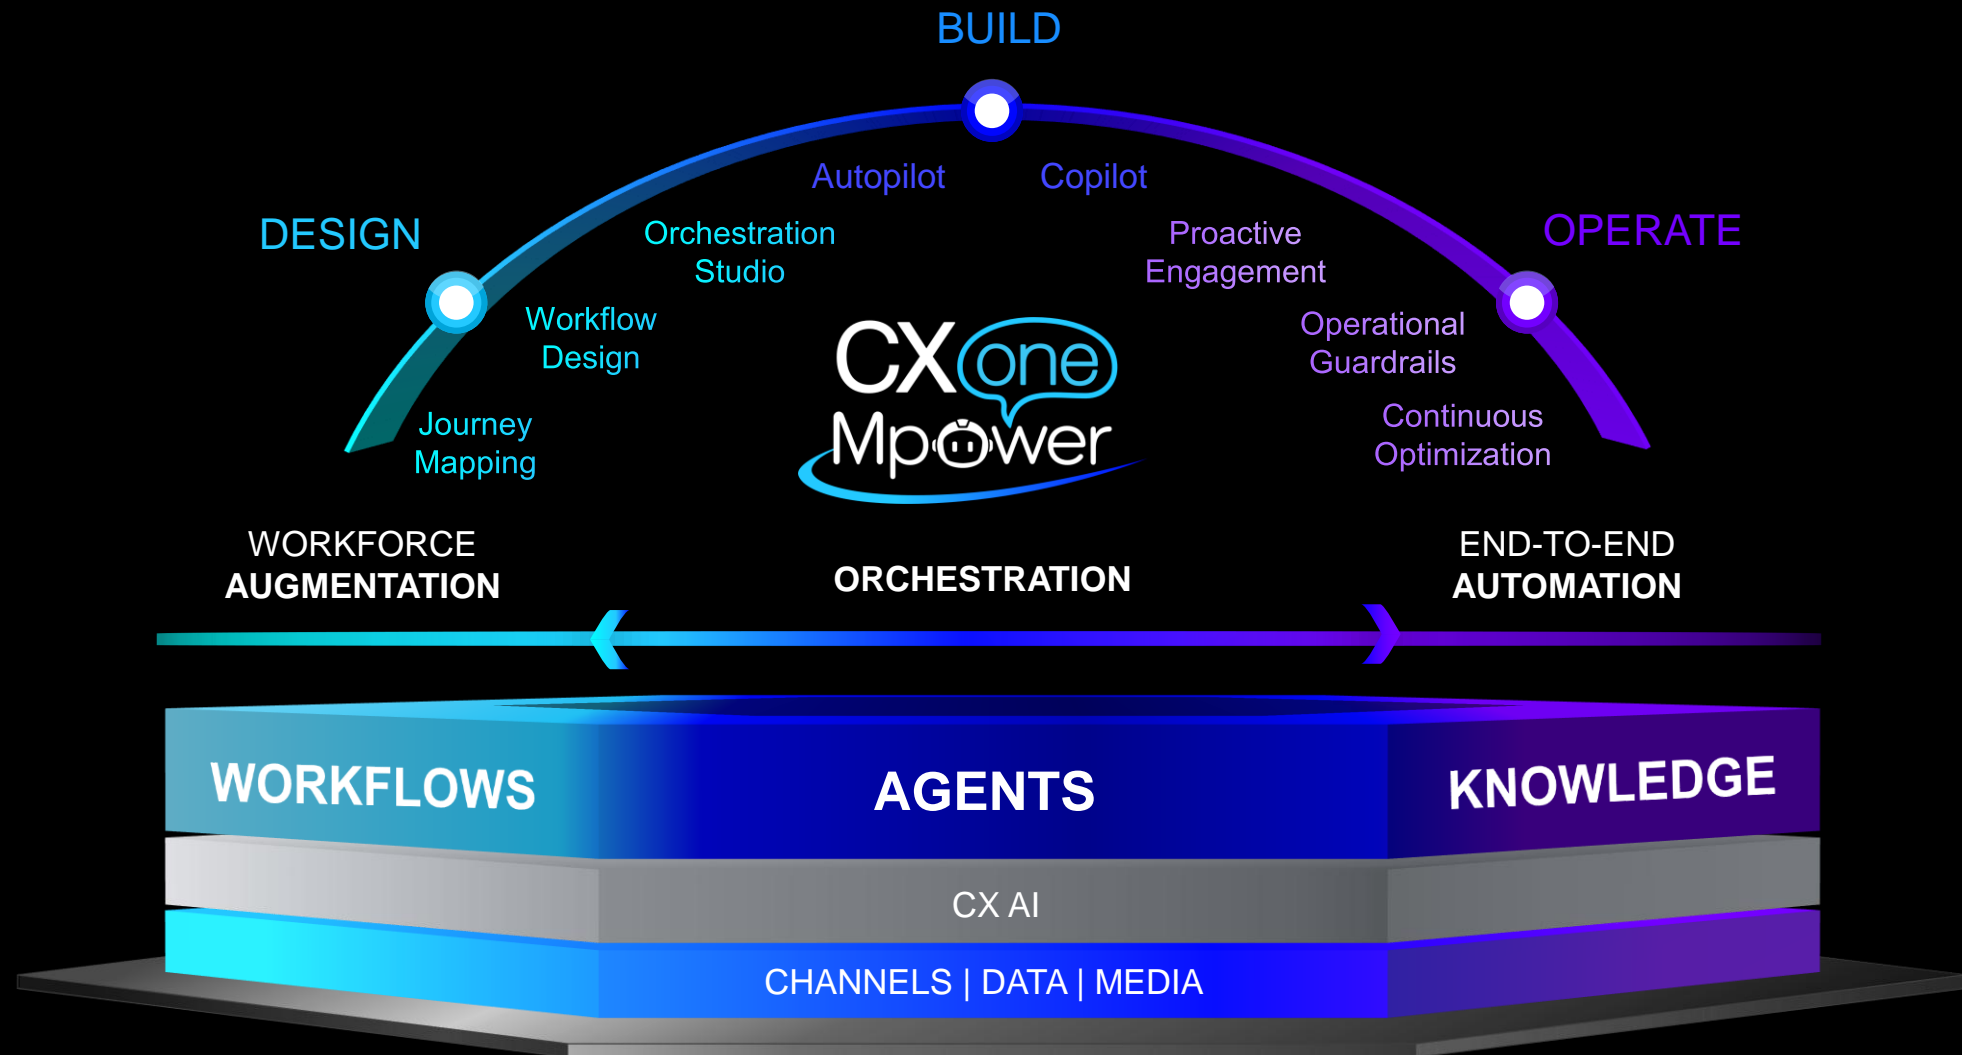 BUILD
Autopilot
Copilot
DESIGN
OPERATE
Orchestration
Studio
Proactive
Engagement
Workflow
Design
Operational
Guardrails
Journey
Mapping
Continuous
Optimization
CXone
Mpower
WORKFORCE
AUGMENTATION
ORCHESTRATION
END-TO-END
AUTOMATION
WORKFLOWS
AGENTS
KNOWLEDGE
CX AI
CHANNELS | DATA | MEDIA